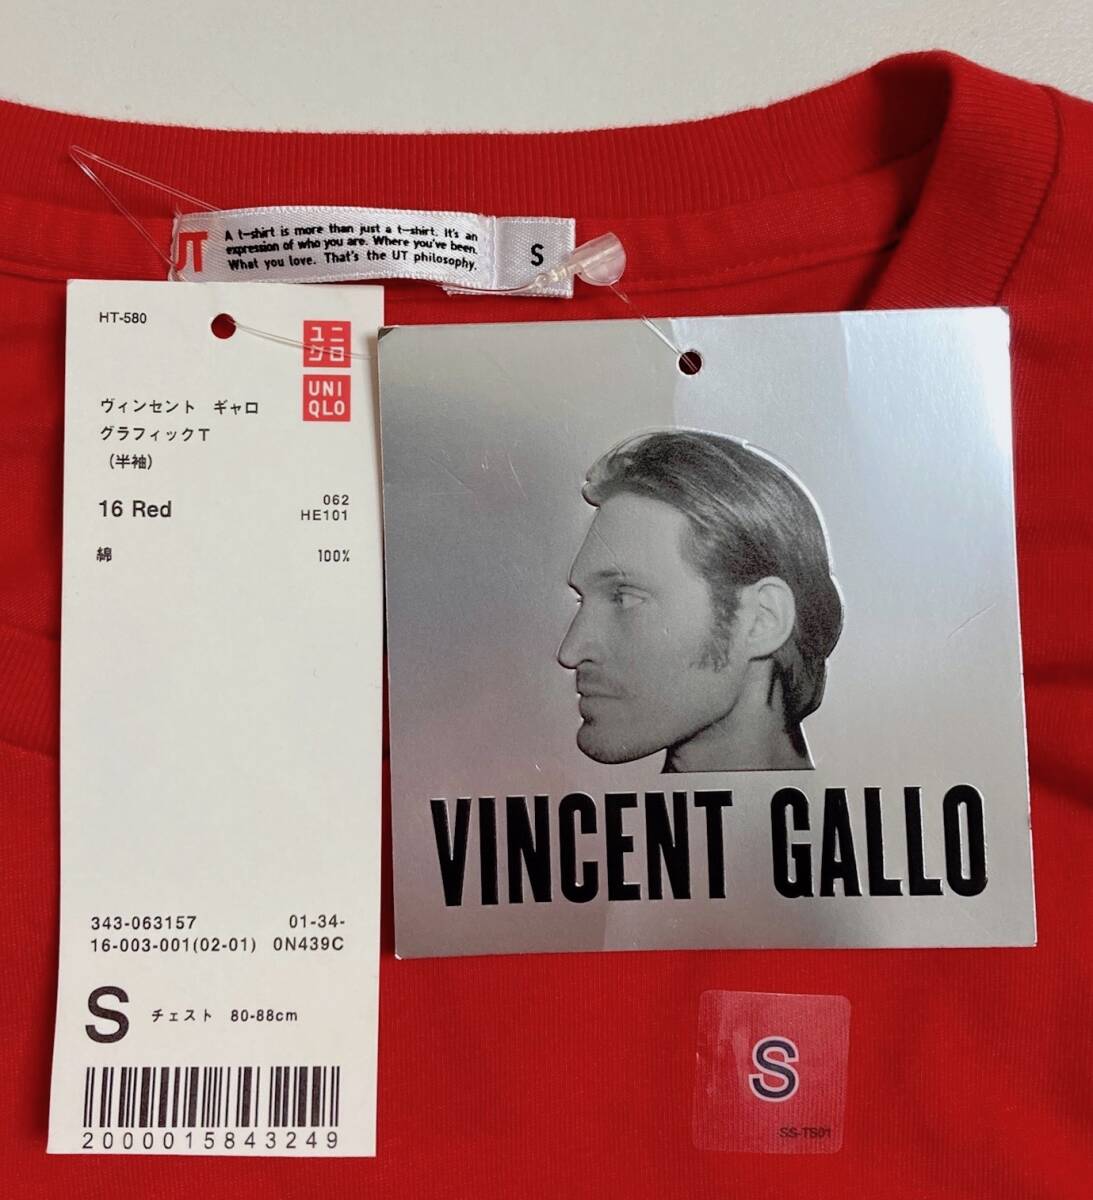 UT
A t-shirt is more than just a t-shirt. It's an
expression of who you are. Where you've been.
What you love. That's the UT philosophy.
S
HT-580
ユニ
クロ
UNI
QLO
ヴィンセント　ギャロ
グラフィックT
（半袖）
16 Red
062
HE101
綿 100%
343-063157 01-34-
16-003-001(02-01) 0N439C
S チェスト 80-88cm
2000015843249
VINCENT GALLO
S
SS-TS01